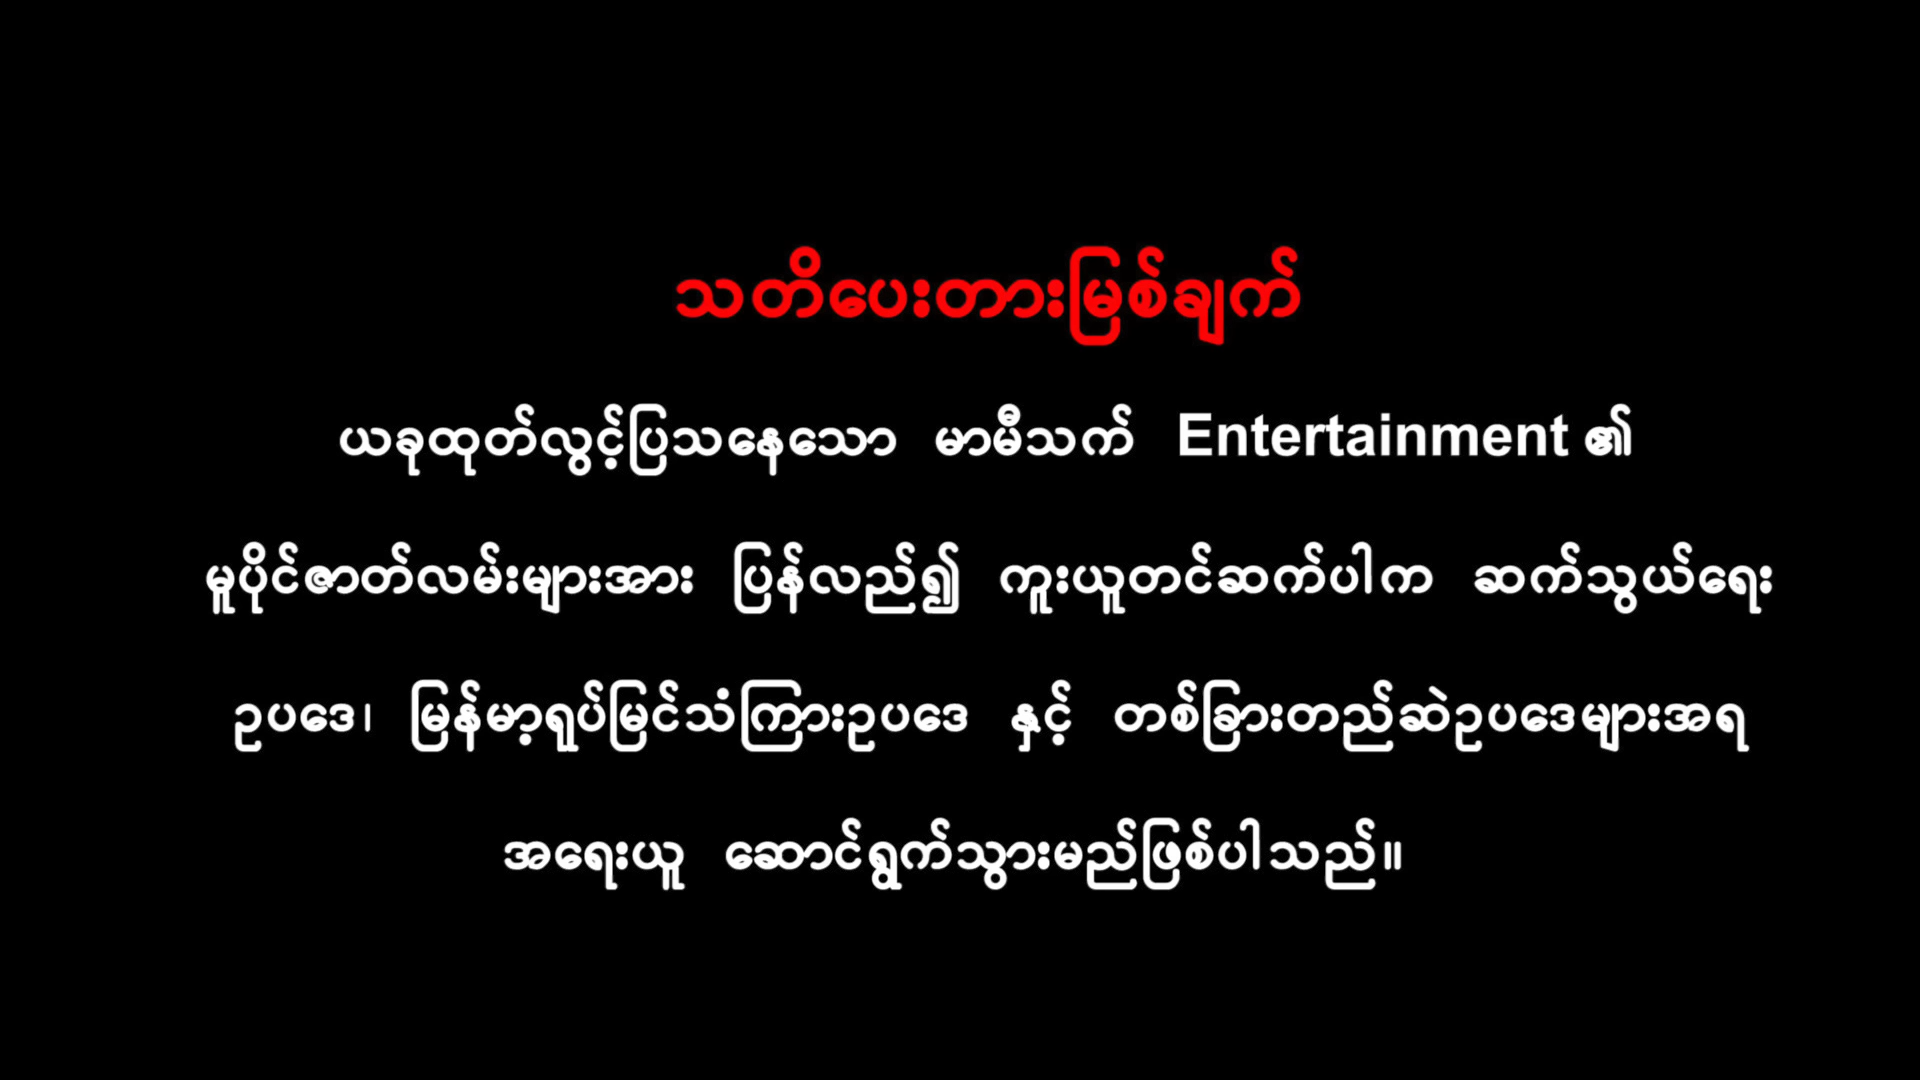 သတိပေးတားမြစ်ချက်
ယခုထုတ်လွှင့်ပြသနေသော မာမီသက် Entertainment ၏
မူပိုင်ဇာတ်လမ်းများအား ပြန်လည်၍ ကူးယူတင်ဆက်ပါက ဆက်သွယ်ရေး
ဥပဒေ၊ မြန်မာ့ရုပ်မြင်သံကြားဥပဒေ နှင့် တစ်ခြားတည်ဆဲဥပဒေများအရ
အရေးယူ ဆောင်ရွက်သွားမည်ဖြစ်ပါသည်။